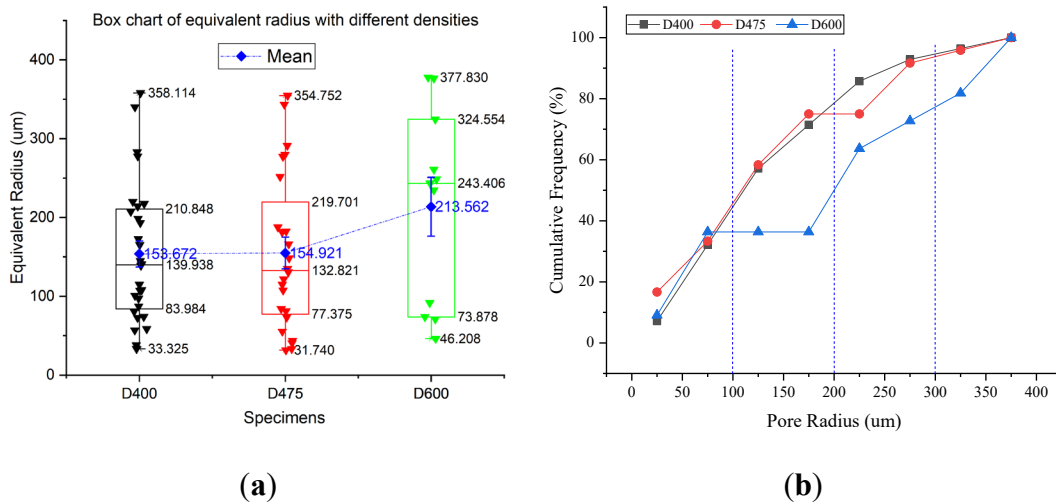 Box chart of equivalent radius with different densities
Mean
Equivalent Radius (um)
400
300
200
100
0
358.114
210.848
153.672
139.938
83.984
33.325
354.752
219.701
154.921
132.821
77.375
31.740
377.830
324.554
243.406
213.562
73.878
46.208
D400 D475 D600
Specimens
(a)
D400 D475 D600
Cumulative Frequency (%)
100
80
60
40
20
0
0 50 100 150 200 250 300 350 400
Pore Radius (um)
(b)